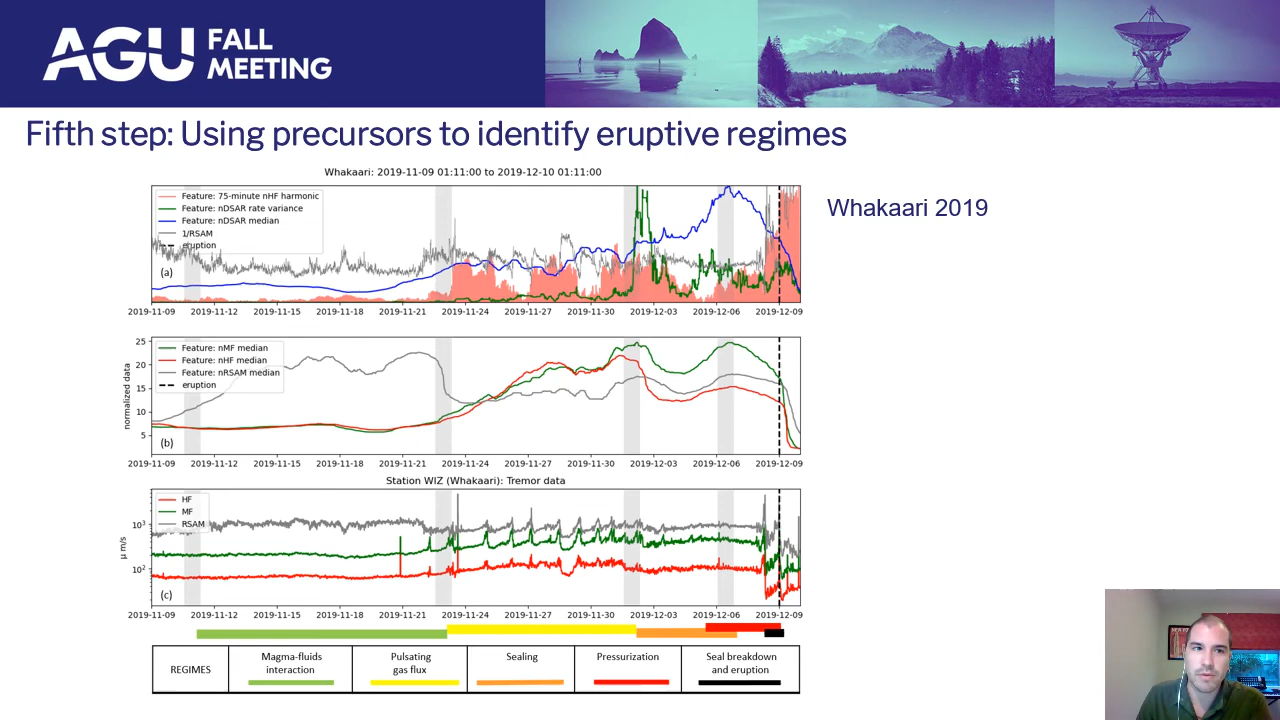 AGU FALL
MEETING
Fifth step: Using precursors to identify eruptive regimes
Whakaari: 2019-11-09 01:11:00 to 2019-12-10 01:11:00
Whakaari 2019
Feature: 75-minute nHF harmonic
Feature: nDSAR rate variance
Feature: nDSAR median
1/RSAM
eruption
(a)
2019-11-09 2019-11-12 2019-11-15 2019-11-18 2019-11-21 2019-11-24 2019-11-27 2019-11-30 2019-12-03 2019-12-06 2019-12-09
normalized data
25
20
15
10
5
Feature: nMF median
Feature: nHF median
Feature: nRSAM median
eruption
(b)
2019-11-09 2019-11-12 2019-11-15 2019-11-18 2019-11-21 2019-11-24 2019-11-27 2019-11-30 2019-12-03 2019-12-06 2019-12-09
Station WIZ (Whakaari): Tremor data
μ m/s
10³
10²
HF
MF
RSAM
(c)
2019-11-09 2019-11-12 2019-11-15 2019-11-18 2019-11-21 2019-11-24 2019-11-27 2019-11-30 2019-12-03 2019-12-06 2019-12-09
REGIMES
Magma-fluids
interaction
Pulsating
gas flux
Sealing
Pressurization
Seal breakdown
and eruption